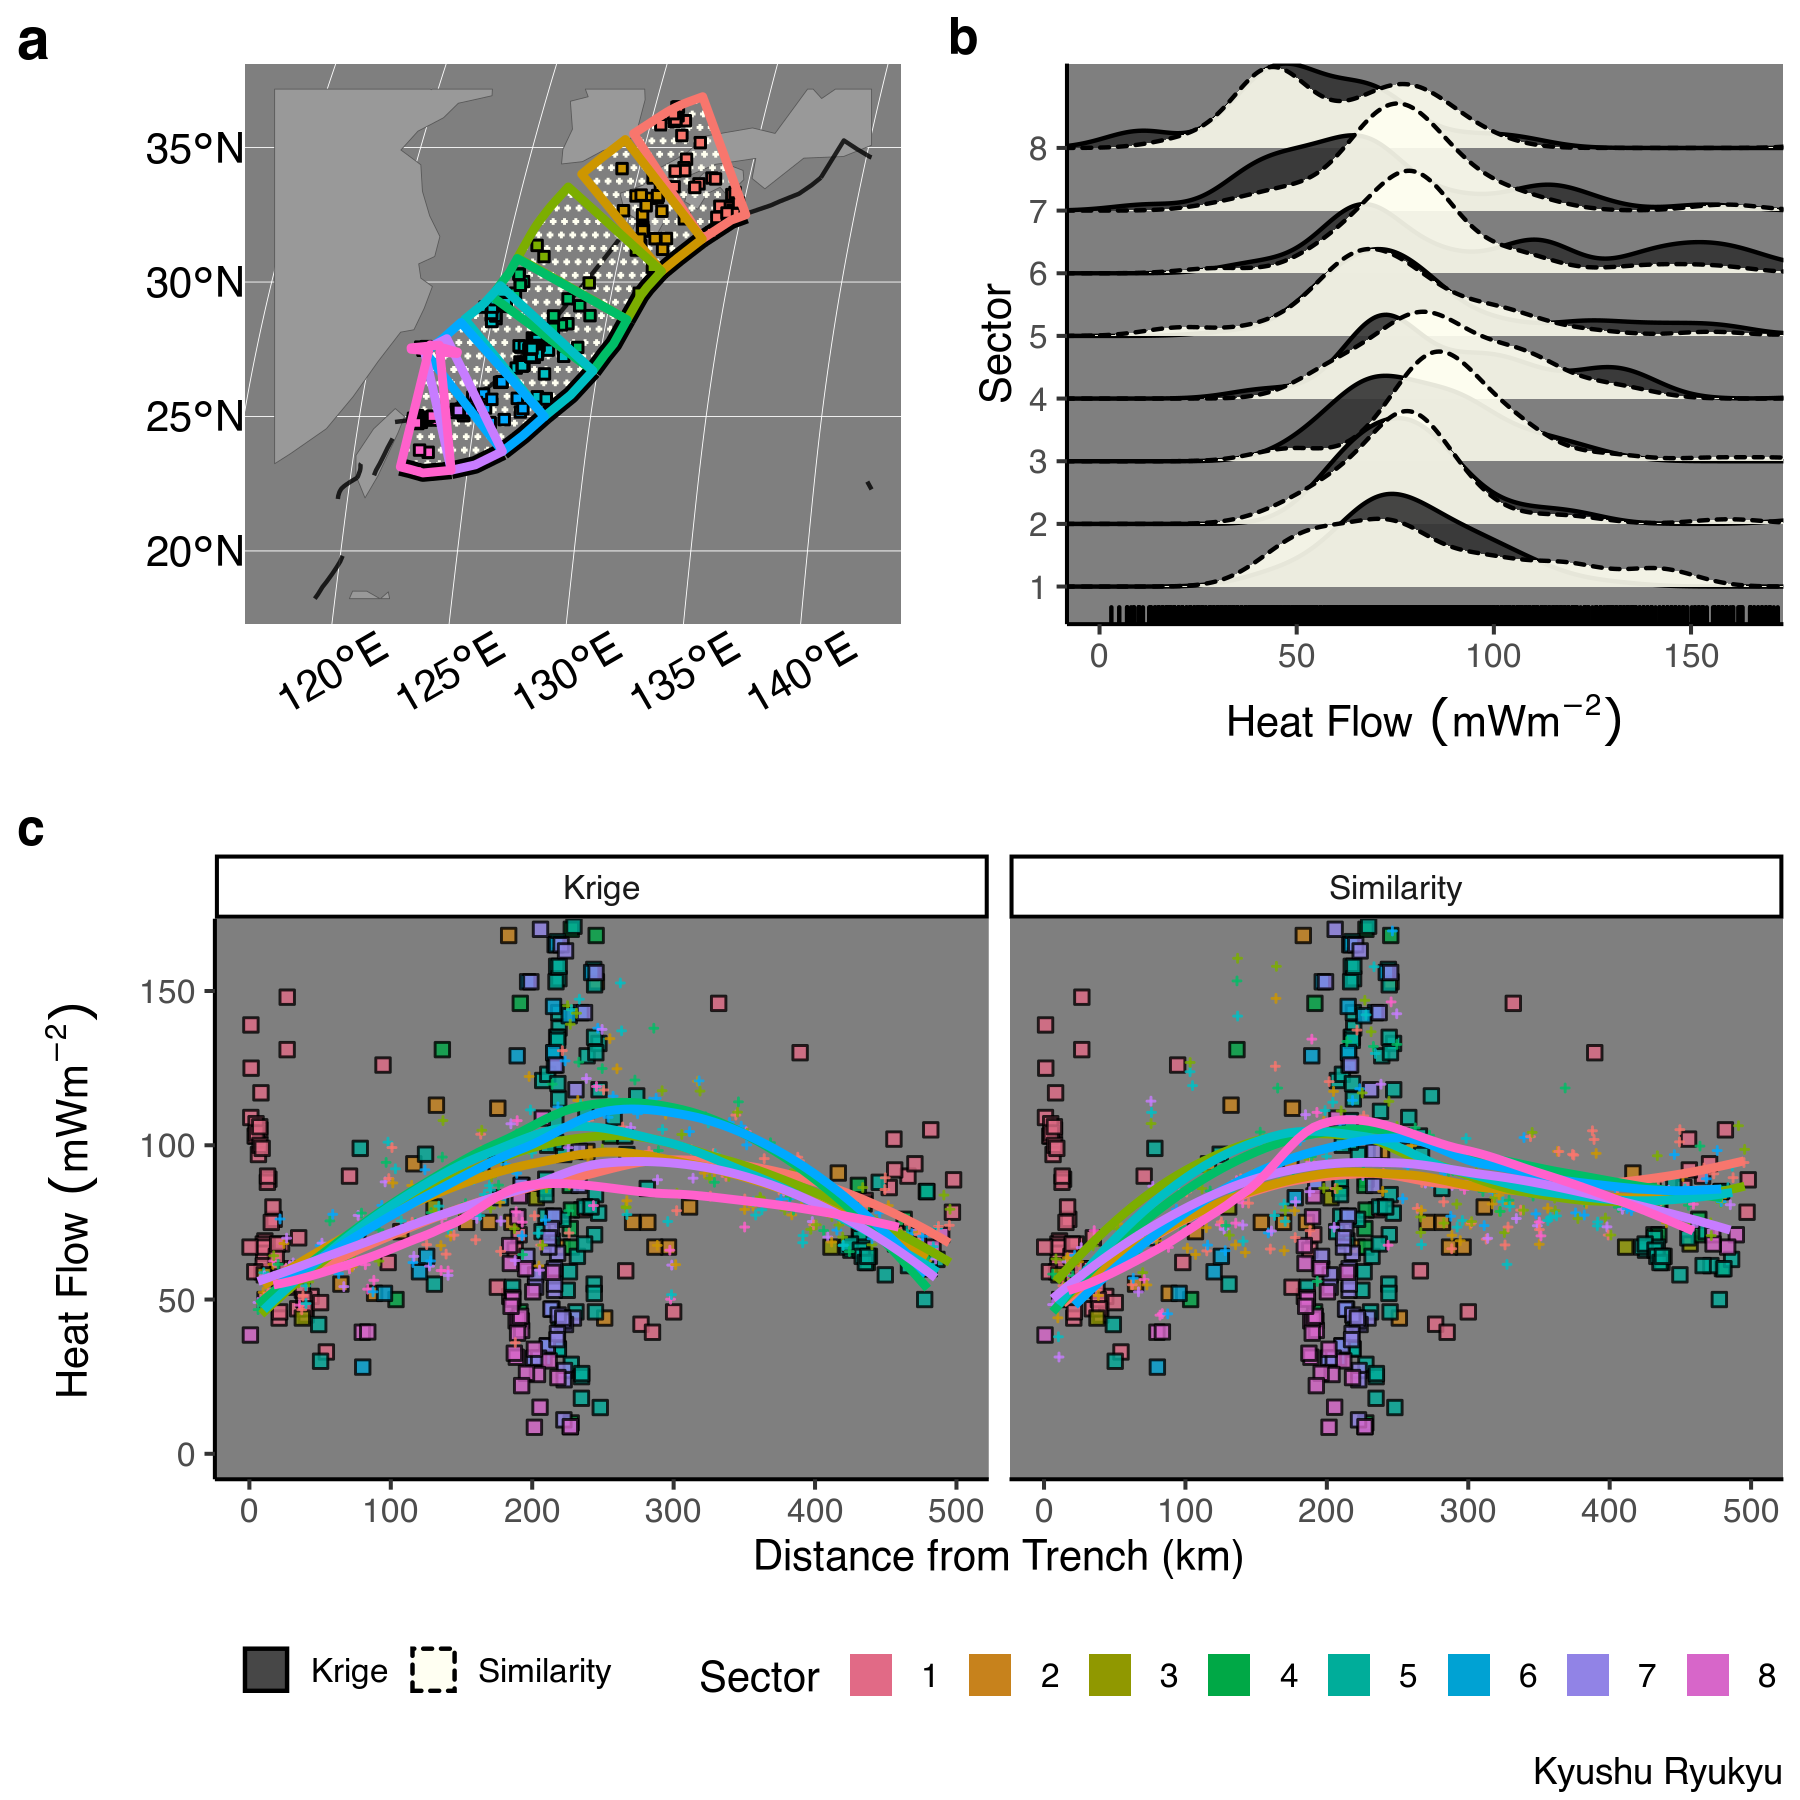 a
b
35°N
30°N
25°N
20°N
120°E
125°E
130°E
135°E
140°E
Sector
8
7
6
5
4
3
2
1
0
50
100
150
Heat Flow (mWm−2)
c
Krige
Similarity
Heat Flow (mWm−2)
150
100
50
0
0
100
200
300
400
500
0
100
200
300
400
500
Distance from Trench (km)
Krige
Similarity
Sector
1
2
3
4
5
6
7
8
Kyushu Ryukyu